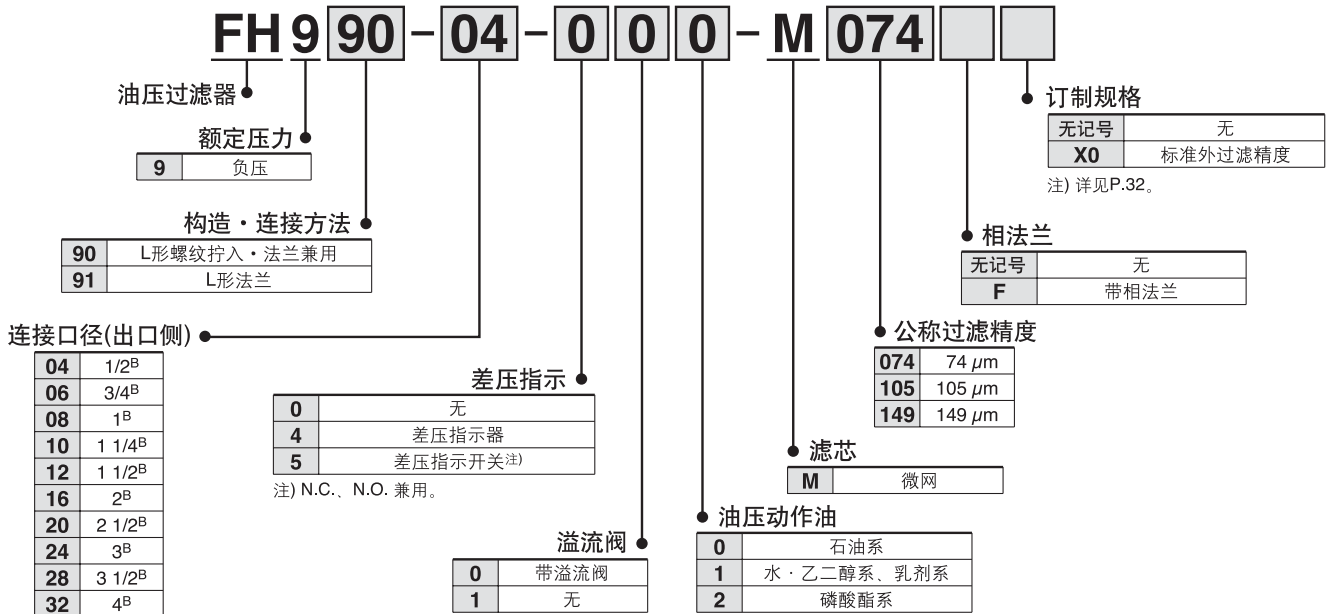 FH 9 90 - 04 - 0 0 0 - M 074
油压过滤器
额定压力
9 负压
构造・连接方法
90 L形螺纹拧入・法兰兼用
91 L形法兰
连接口径(出口侧)
04 1/2B
06 3/4B
08 1B
10 1 1/4B
12 1 1/2B
16 2B
20 2 1/2B
24 3B
28 3 1/2B
32 4B
差压指示
0 无
4 差压指示器
5 差压指示开关注)
注) N.C.、N.O. 兼用。
溢流阀
0 带溢流阀
1 无
油压动作油
0 石油系
1 水・乙二醇系、乳剂系
2 磷酸酯系
滤芯
M 微网
公称过滤精度
074 74 μm
105 105 μm
149 149 μm
相法兰
无记号 无
F 带相法兰
订制规格
无记号 无
X0 标准外过滤精度
注) 详见P.32。